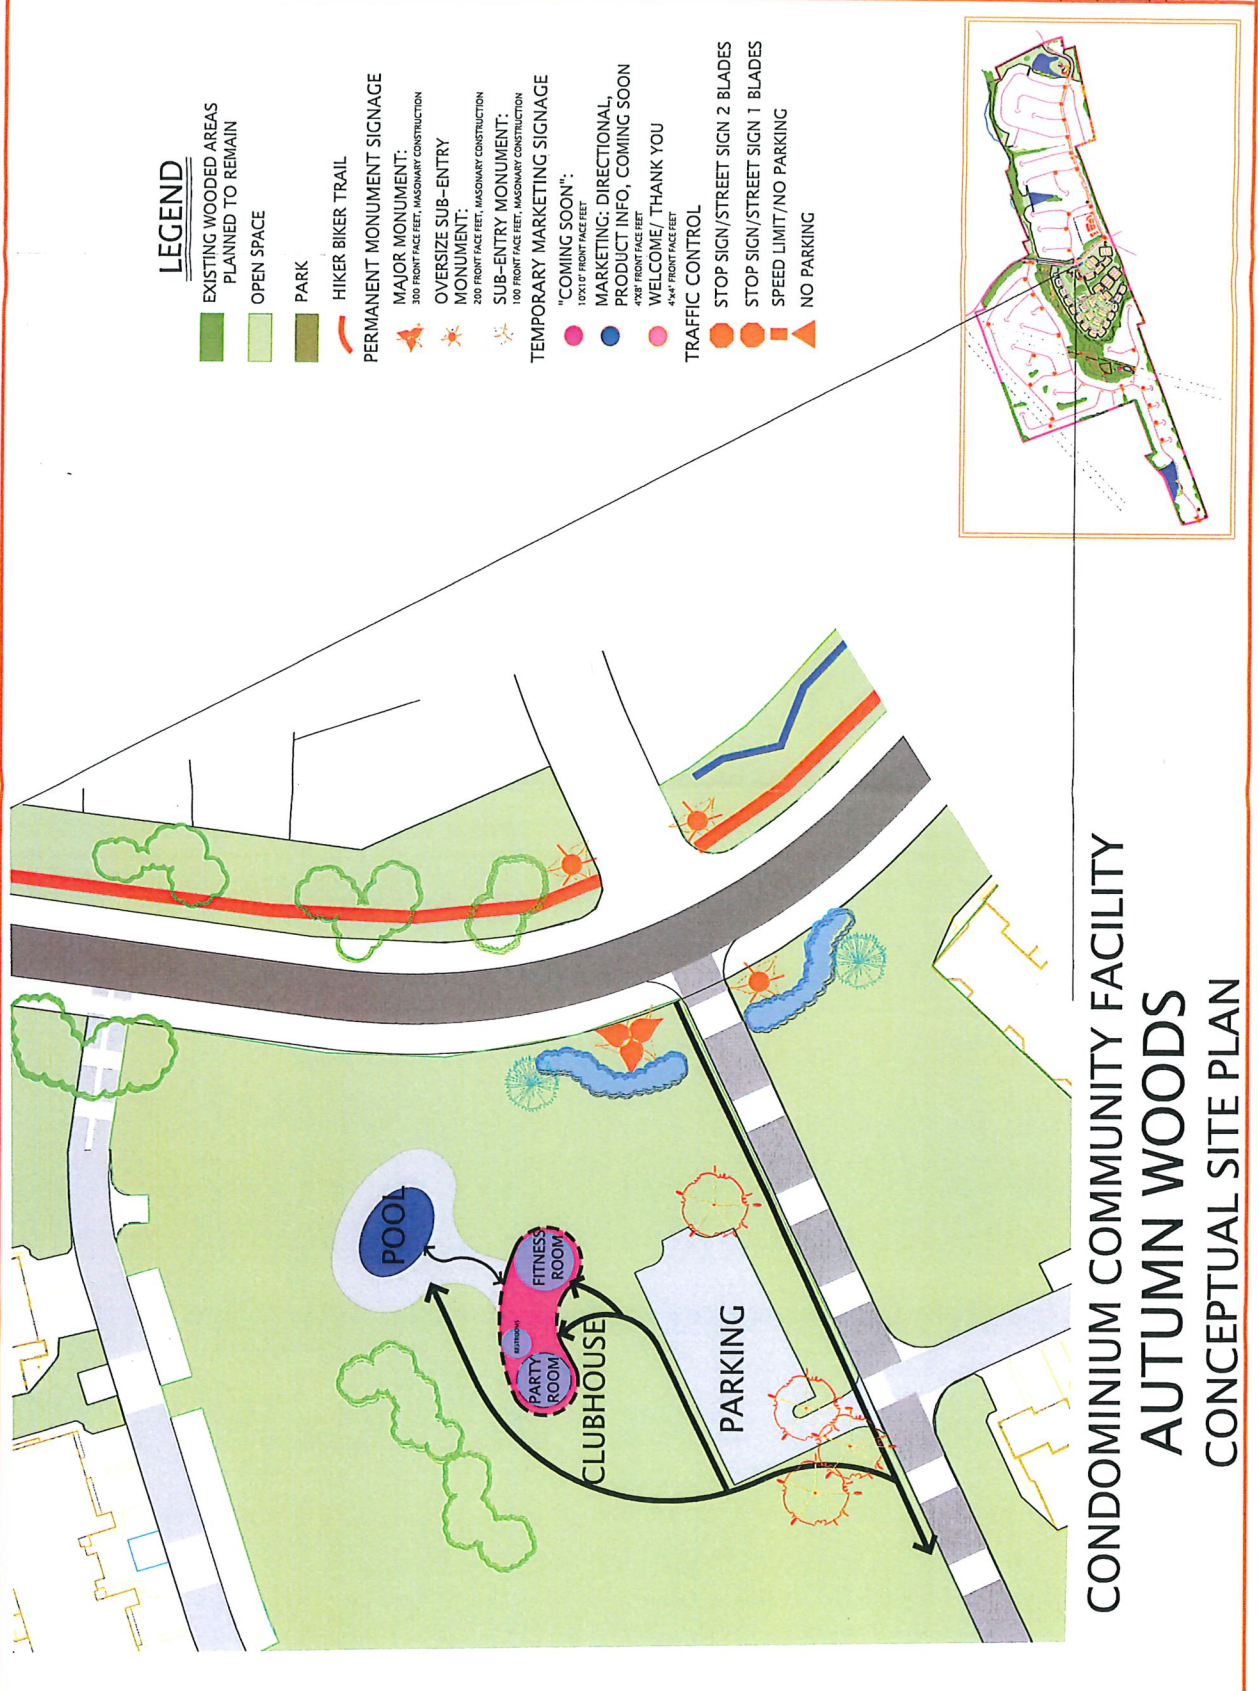 LEGEND
EXISTING WOODED AREAS
PLANNED TO REMAIN
OPEN SPACE
PARK
HIKER BIKER TRAIL
PERMANENT MONUMENT SIGNAGE
MAJOR MONUMENT:
300 FRONT FACE FEET, MASONARY CONSTRUCTION
OVERSIZE SUB-ENTRY
MONUMENT:
200 FRONT FACE FEET, MASONARY CONSTRUCTION
SUB-ENTRY MONUMENT:
100 FRONT FACE FEET, MASONARY CONSTRUCTION
TEMPORARY MARKETING SIGNAGE
"COMING SOON":
10'X10' FRONT FACE FEET
MARKETING: DIRECTIONAL,
PRODUCT INFO, COMING SOON
4'X8' FRONT FACE FEET
WELCOME/ THANK YOU
4'x4' FRONT FACE FEET
TRAFFIC CONTROL
STOP SIGN/STREET SIGN 2 BLADES
STOP SIGN/STREET SIGN 1 BLADES
SPEED LIMIT/NO PARKING
NO PARKING
POOL
RESTROOMS
PARTY
ROOM
FITNESS
ROOM
CLUBHOUSE
PARKING
CONDOMINIUM COMMUNITY FACILITY
AUTUMN WOODS
CONCEPTUAL SITE PLAN